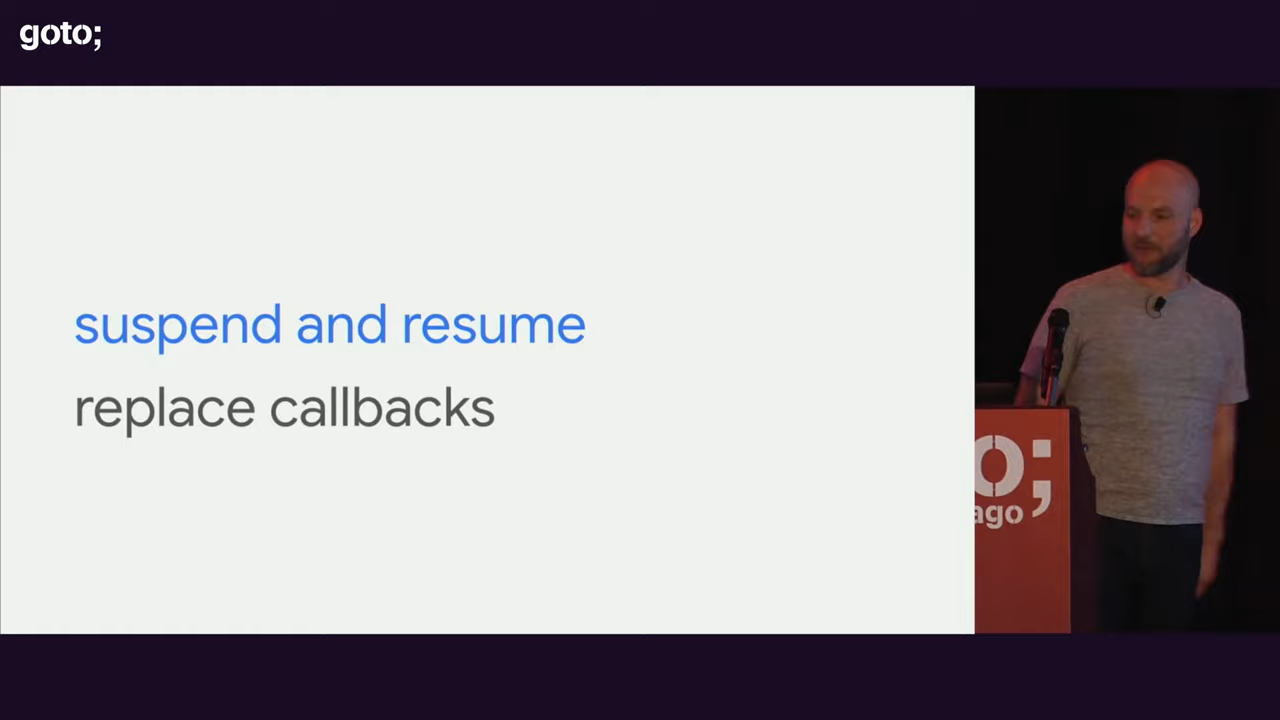 goto;
suspend and resume
replace callbacks
o;
ago